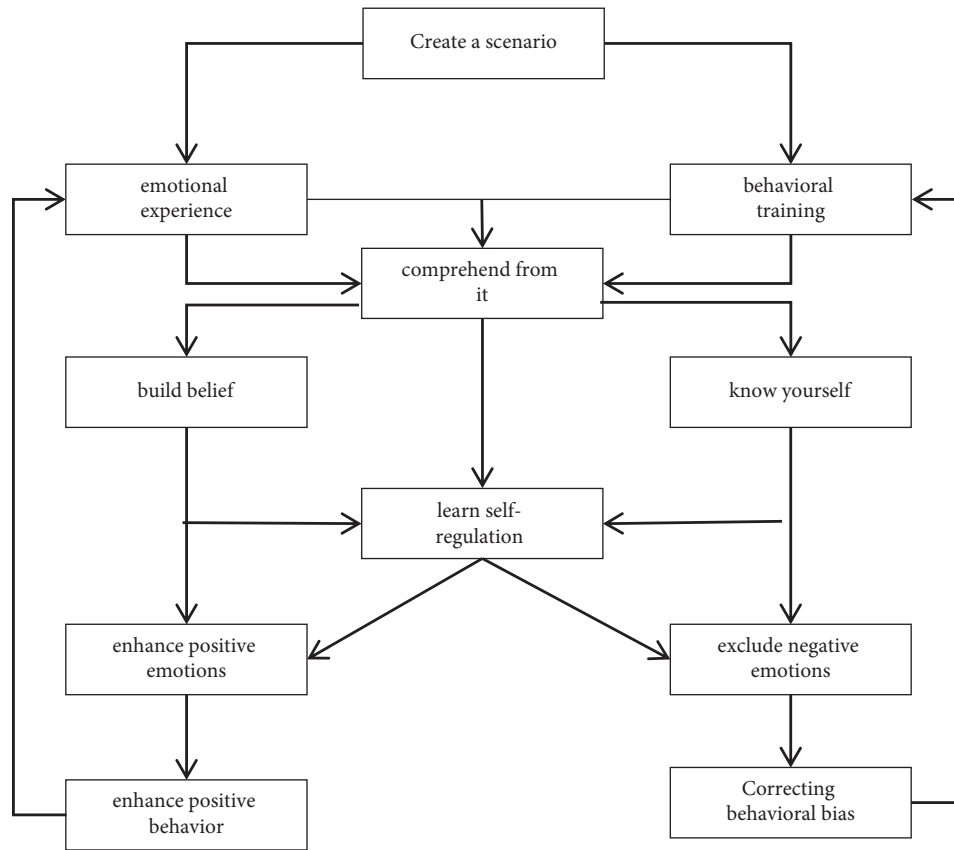 Create a scenario
emotional
experience
behavioral
training
comprehend from
it
build belief
know yourself
learn self-
regulation
enhance positive
emotions
exclude negative
emotions
enhance positive
behavior
Correcting
behavioral bias